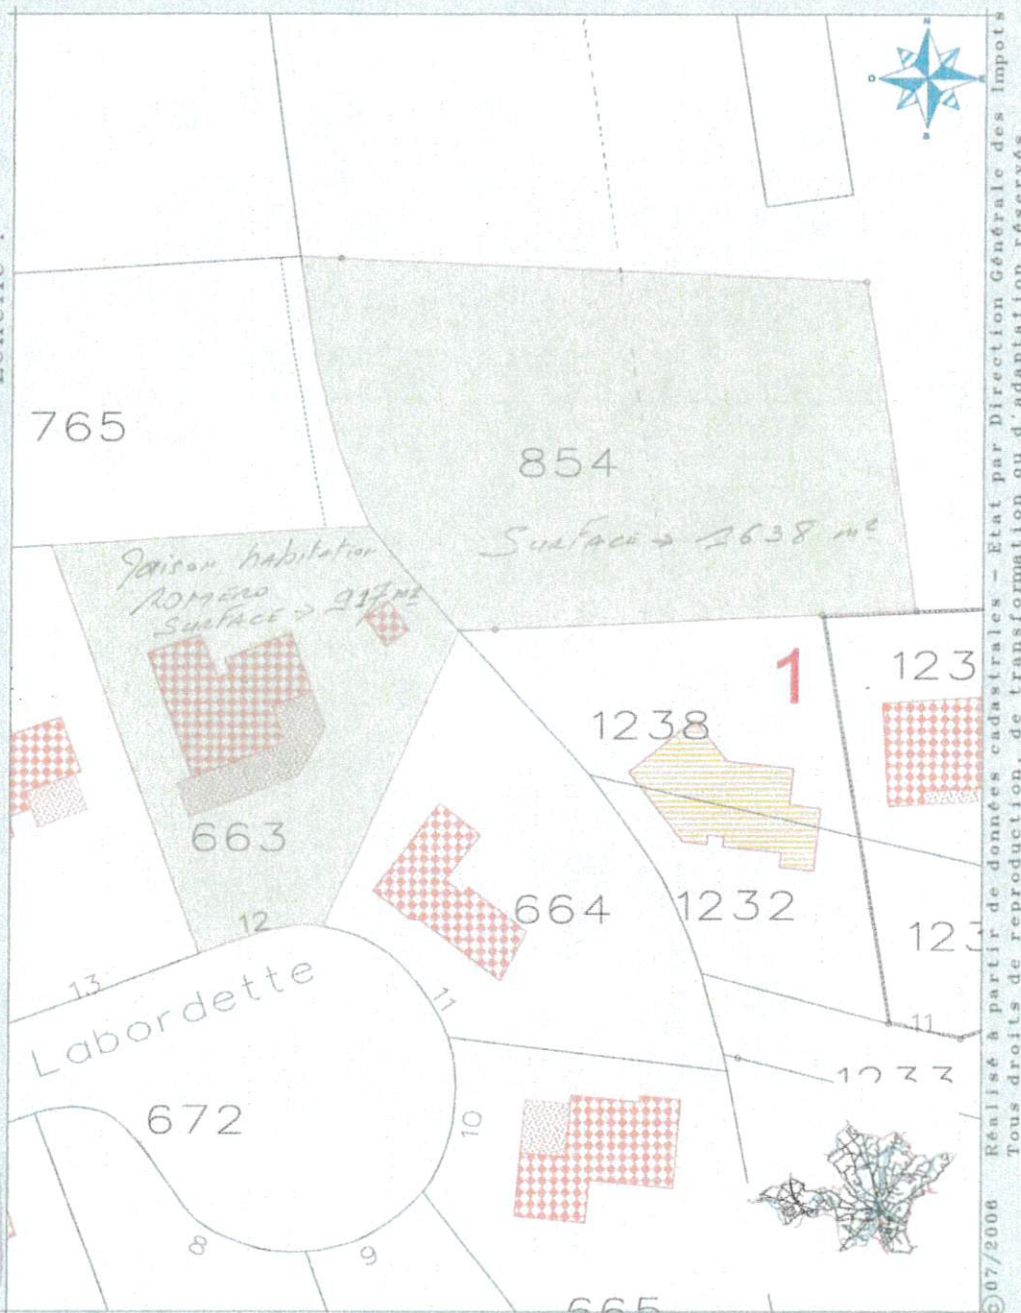 N
O
E
S
765
854
Surface → 1638 m²
Maison habitation
ROMERO
SURFACE → 917 m²
1
123
1238
663
12
664
1232
123
13
Labordette
11
11
1233
672
10
8
9
665
©07/2006 Réalisé à partir de données cadastrales - Etat par Direction Générale des Impots
Tous droits de reproduction, de transformation ou d'adaptation réservés